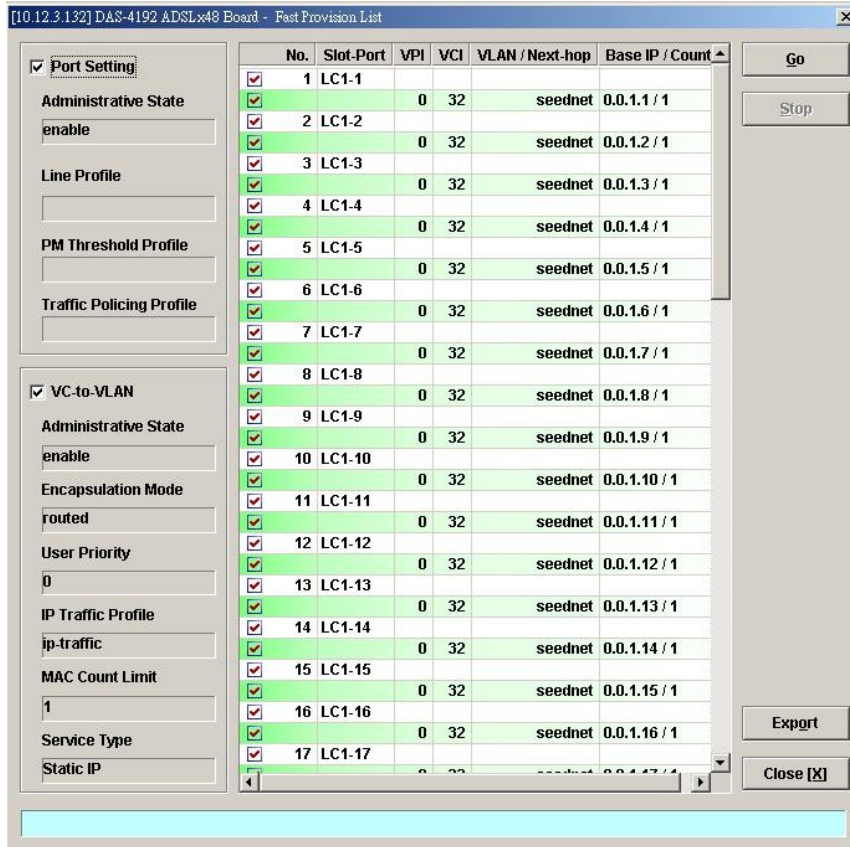 [10.12.3.132] DAS-4192 ADSLx48 Board - Fast Provision List
Port Setting
Administrative State
enable
Line Profile
PM Threshold Profile
Traffic Policing Profile
VC-to-VLAN
Administrative State
enable
Encapsulation Mode
routed
User Priority
0
IP Traffic Profile
ip-traffic
MAC Count Limit
1
Service Type
Static IP
No. Slot-Port VPI VCI VLAN / Next-hop Base IP / Count
1 LC1-1
0 32 seednet 0.0.1.1 / 1
2 LC1-2
0 32 seednet 0.0.1.2 / 1
3 LC1-3
0 32 seednet 0.0.1.3 / 1
4 LC1-4
0 32 seednet 0.0.1.4 / 1
5 LC1-5
0 32 seednet 0.0.1.5 / 1
6 LC1-6
0 32 seednet 0.0.1.6 / 1
7 LC1-7
0 32 seednet 0.0.1.7 / 1
8 LC1-8
0 32 seednet 0.0.1.8 / 1
9 LC1-9
0 32 seednet 0.0.1.9 / 1
10 LC1-10
0 32 seednet 0.0.1.10 / 1
11 LC1-11
0 32 seednet 0.0.1.11 / 1
12 LC1-12
0 32 seednet 0.0.1.12 / 1
13 LC1-13
0 32 seednet 0.0.1.13 / 1
14 LC1-14
0 32 seednet 0.0.1.14 / 1
15 LC1-15
0 32 seednet 0.0.1.15 / 1
16 LC1-16
0 32 seednet 0.0.1.16 / 1
17 LC1-17
Go
Stop
Export
Close [X]